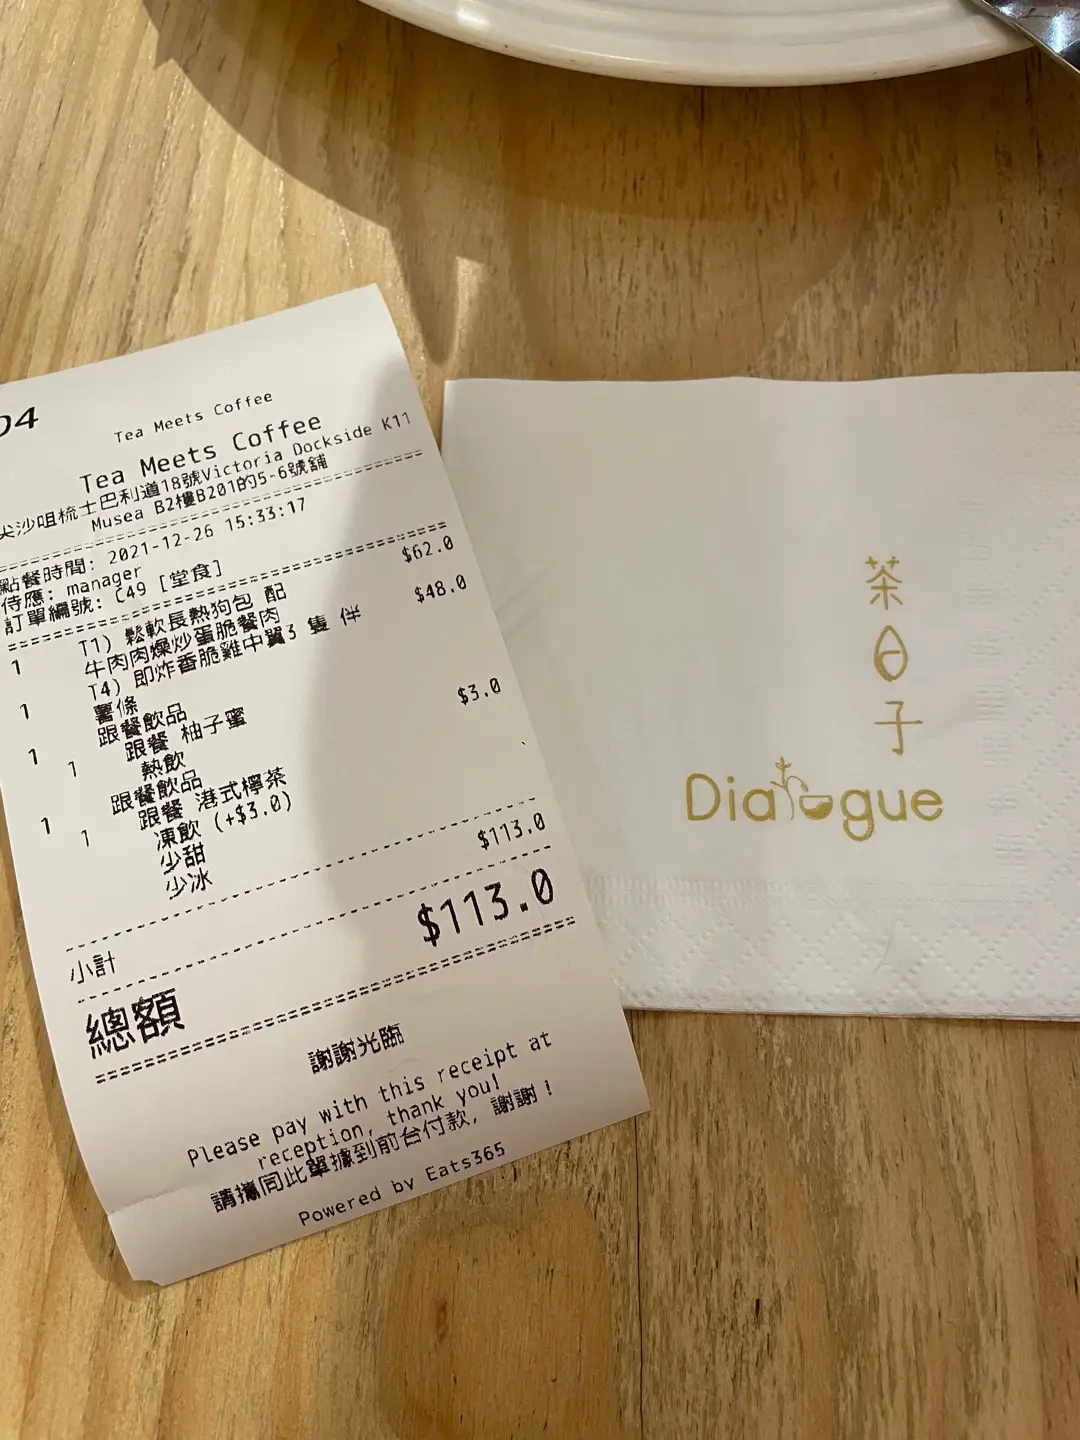 04
Tea Meets Coffee
Tea Meets Coffee
尖沙咀梳士巴利道18號Victoria Dockside K11
Musea B2樓B201的5-6號舖
點餐時間: 2021-12-26 15:33:17
侍應: manager
訂單編號: C49 [堂食]
1 T1) 鬆軟長熱狗包 配 $62.0
牛肉肉燥炒蛋脆餐肉
1 T4) 即炸香脆雞中翼3 隻 伴 $48.0
薯條
1 跟餐飲品
1 跟餐 柚子蜜
熱飲
1 跟餐飲品 $3.0
1 跟餐 港式檸茶
凍飲 (+$3.0)
少甜
少冰
小計 $113.0
總額 $113.0
謝謝光臨
Please pay with this receipt at
reception, thank you!
請攜同此單據到前台付款, 謝謝!
Powered by Eats365
茶
日
子
Dialogue